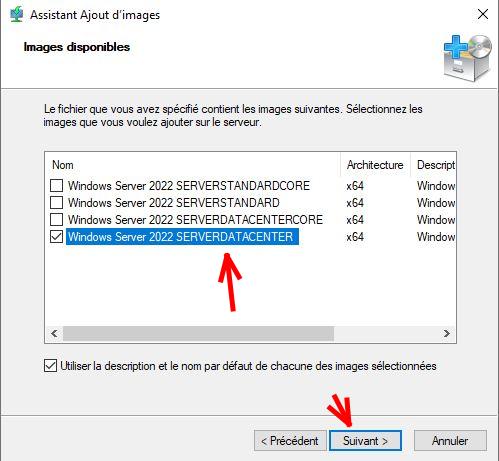 Assistant Ajout d'images
Images disponibles
Le fichier que vous avez spécifié contient les images suivantes. Sélectionnez les
images que vous voulez ajouter sur le serveur.
Nom Architecture Descript
Windows Server 2022 SERVERSTANDARDCORE x64 Window
Windows Server 2022 SERVERSTANDARD x64 Window
Windows Server 2022 SERVERDATACENTERCORE x64 Window
Windows Server 2022 SERVERDATACENTER x64 Window
Utiliser la description et le nom par défaut de chacune des images sélectionnées
< Précédent Suivant > Annuler